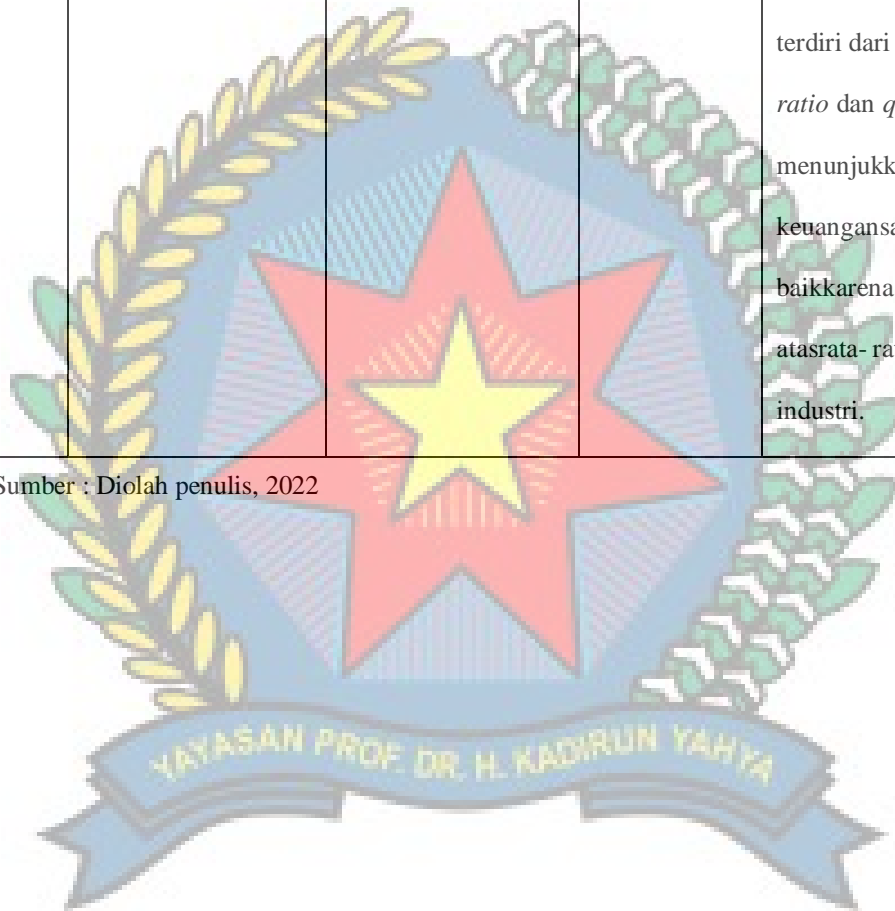 terdiri dari
ratio dan
menunjukk
keuangansa
baikkarena
atasrata- ra
industri.
Sumber : Diolah penulis, 2022
YAYASAN PROF. DR. H. KADIRUN YAHYA